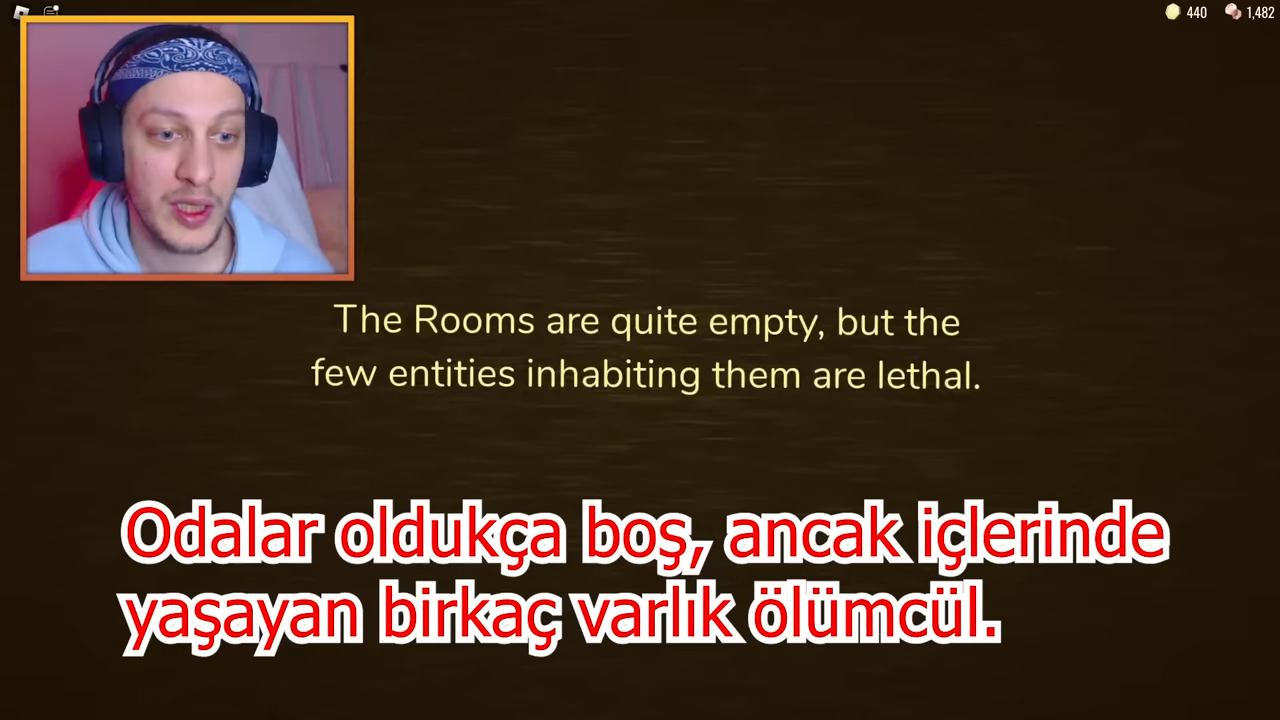 440 1,482
The Rooms are quite empty, but the
few entities inhabiting them are lethal.
Odalar oldukça boş, ancak içlerinde
yaşayan birkaç varlık ölümcül.